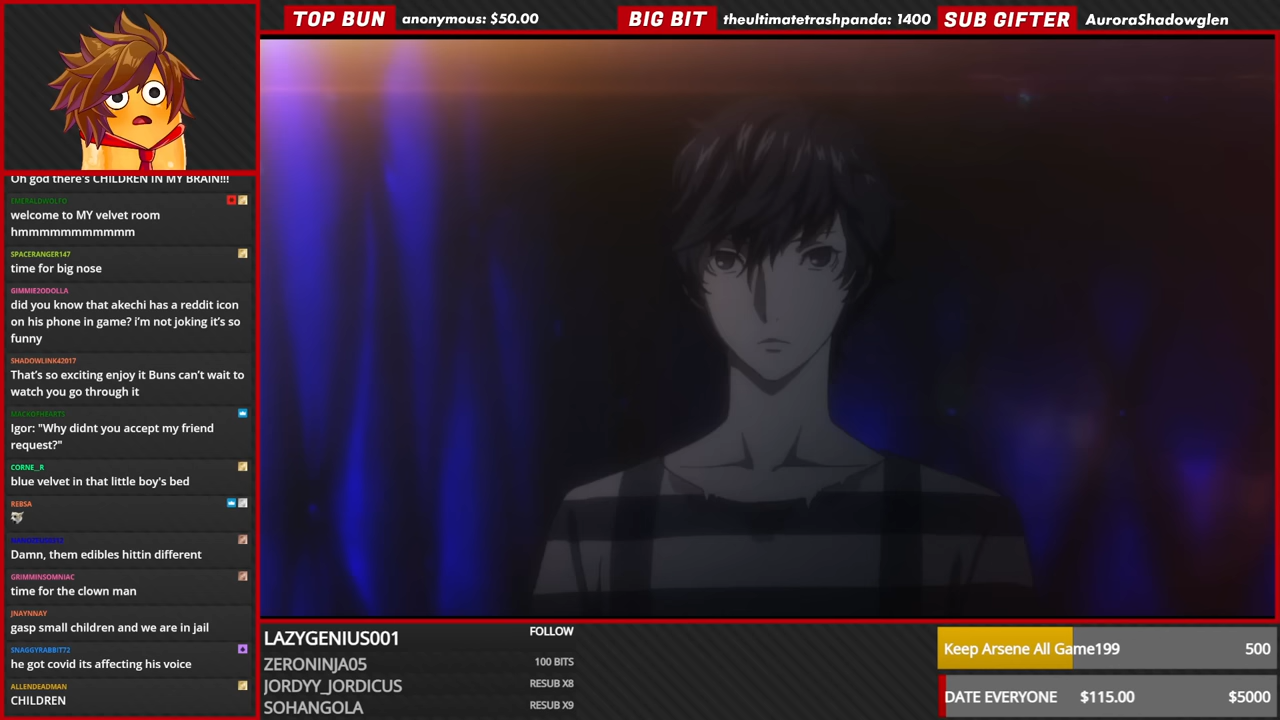 TOP BUN anonymous: $50.00 BIG BIT theultimatetrashpanda: 1400 SUB GIFTER AuroraShadowglen
Oh god there's CHILDREN IN MY BRAIN!!!
EMERALDWOLFO
welcome to MY velvet room
hmmmmmmmmmmm
SPACERANGER147
time for big nose
GIMMIE2ODOLLA
did you know that akechi has a reddit icon
on his phone in game? i'm not joking it's so
funny
SHADOWLINK42017
That's so exciting enjoy it Buns can't wait to
watch you go through it
MACKOFHEARTS
Igor: "Why didnt you accept my friend
request?"
CORNE_R
blue velvet in that little boy's bed
REBSA
Damn, them edibles hittin different
GRIMMINSOMNIAC
time for the clown man
JNAYNNAY
gasp small children and we are in jail
SNAGGYRABBIT72
he got covid its affecting his voice
ALLENDEADMAN
CHILDREN
LAZYGENIUS001 FOLLOW
ZERONINJA05 100 BITS
JORDYY_JORDICUS RESUB X8
SOHANGOLA RESUB X9
Keep Arsene All Game199 500
DATE EVERYONE $115.00 $5000